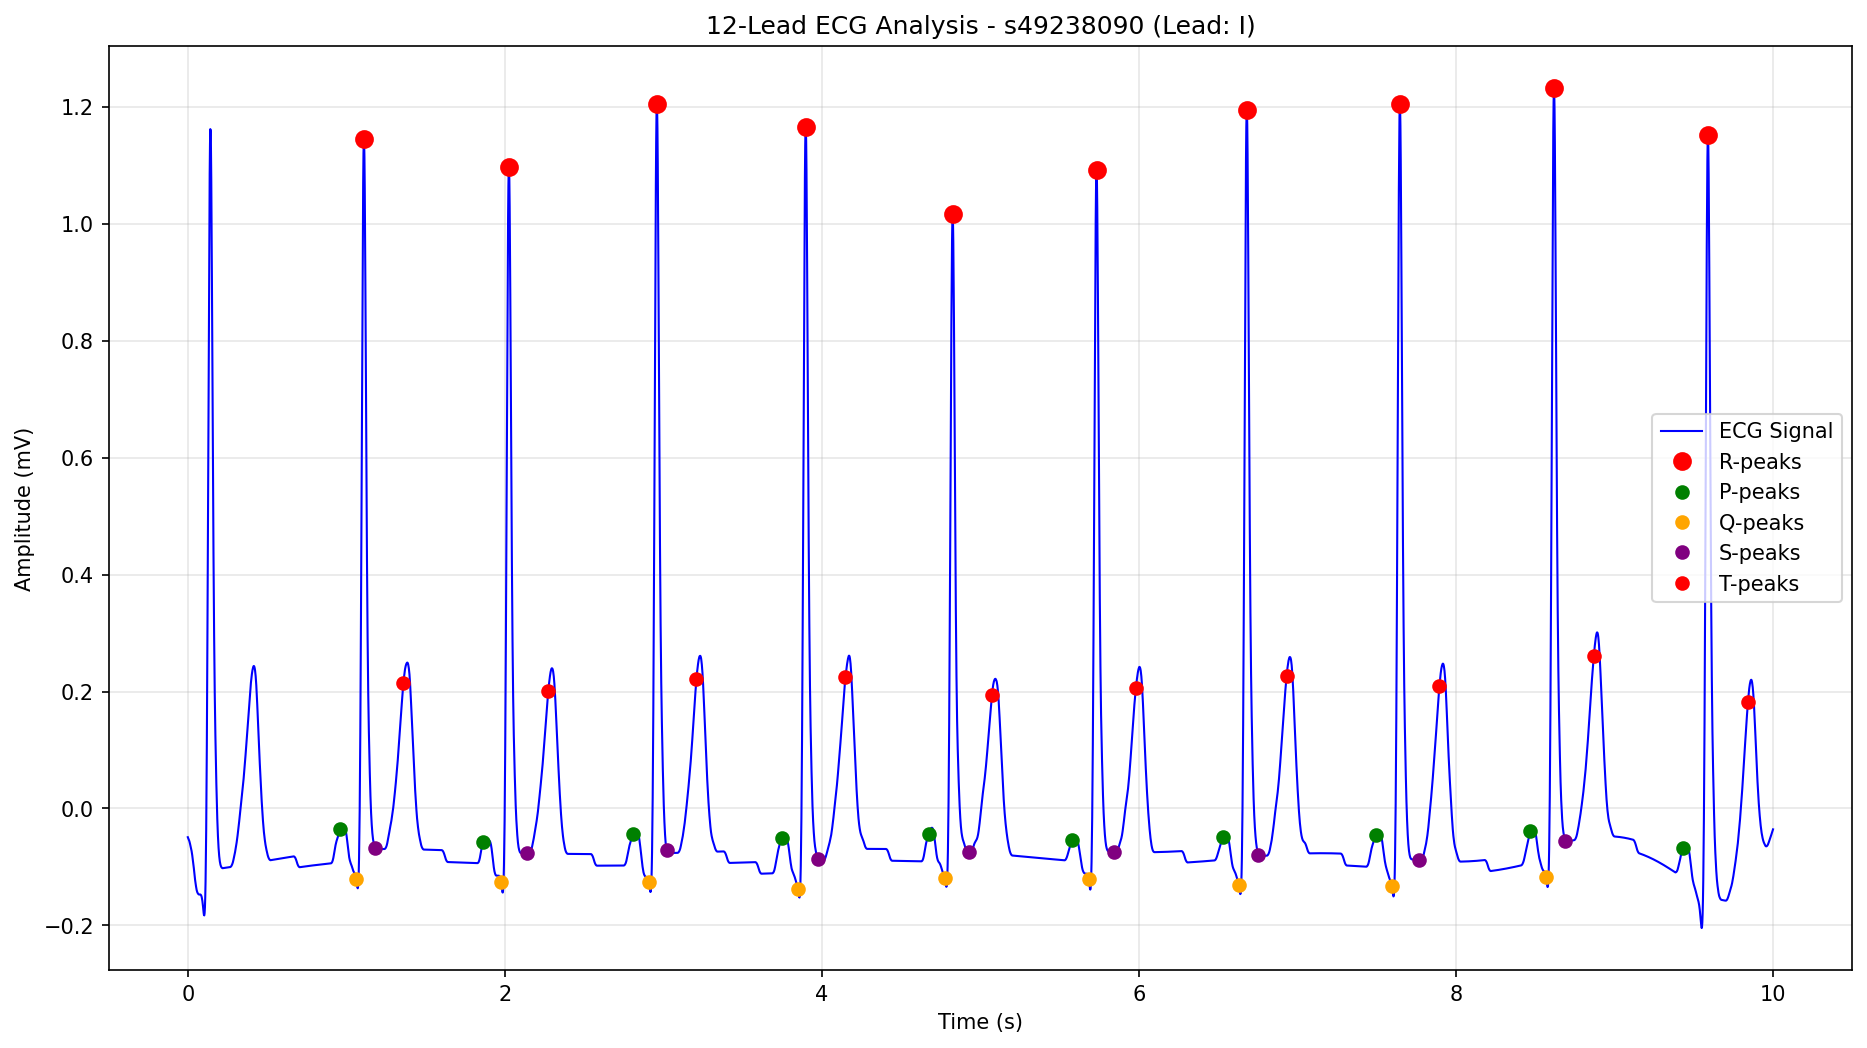 12-Lead ECG Analysis - s49238090 (Lead: I)
Amplitude (mV)
1.2
1.0
0.8
0.6
0.4
0.2
0.0
−0.2
ECG Signal
R-peaks
P-peaks
Q-peaks
S-peaks
T-peaks
0 2 4 6 8 10
Time (s)